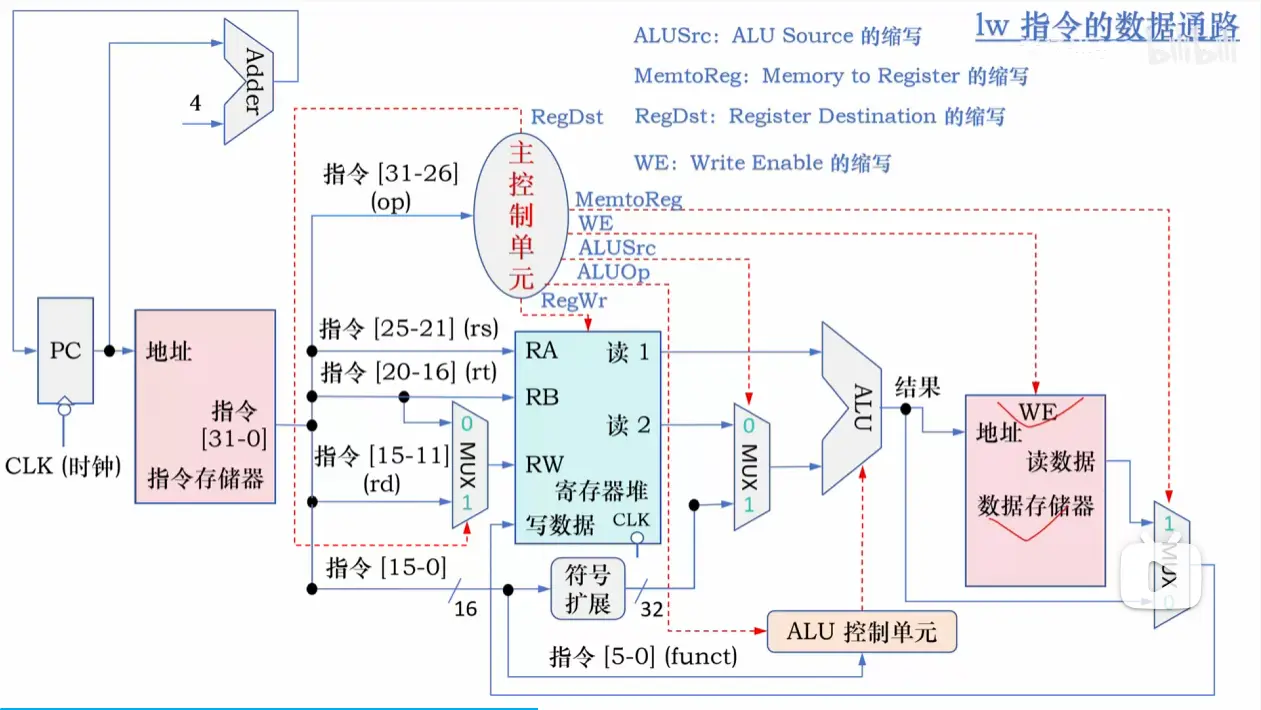 lw 指令的数据通路
ALUSrc: ALU Source 的缩写
MemtoReg: Memory to Register 的缩写
RegDst: Register Destination 的缩写
WE: Write Enable 的缩写
Adder
4
RegDst
主控制单元
指令 [31-26]
(op)
MemtoReg
WE
ALUSrc
ALUOp
RegWr
PC
CLK (时钟)
地址
指令
[31-0]
指令存储器
指令 [25-21] (rs)
指令 [20-16] (rt)
指令 [15-11]
(rd)
0
MUX
1
RA
读 1
RB
读 2
RW
寄存器堆
写数据
CLK
0
MUX
1
ALU
结果
WE
地址
读数据
数据存储器
1
MUX
0
指令 [15-0]
16
符号
扩展
32
ALU 控制单元
指令 [5-0] (funct)
bilibili